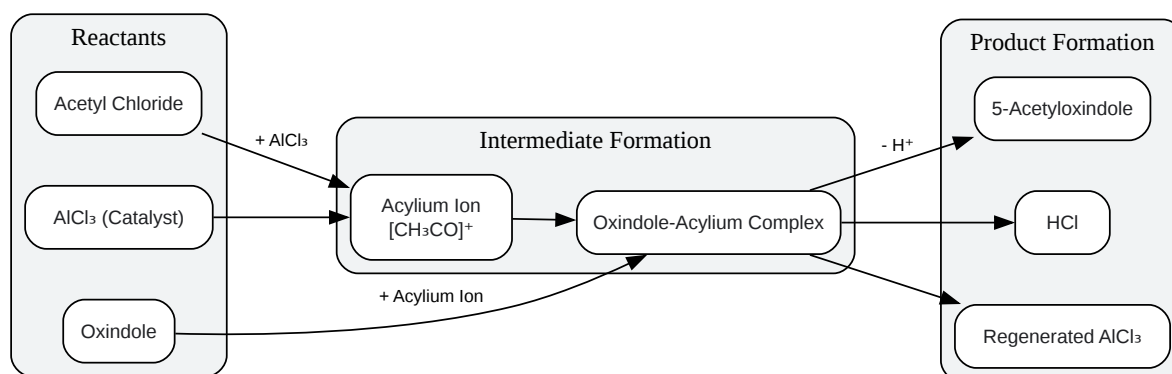 Reactants
Acetyl Chloride
AlCl₃ (Catalyst)
Oxindole
+ AlCl₃
+ Acylium Ion
Intermediate Formation
Acylium Ion
[CH₃CO]⁺
Oxindole-Acylium Complex
- H⁺
Product Formation
5-Acetyloxindole
HCl
Regenerated AlCl₃